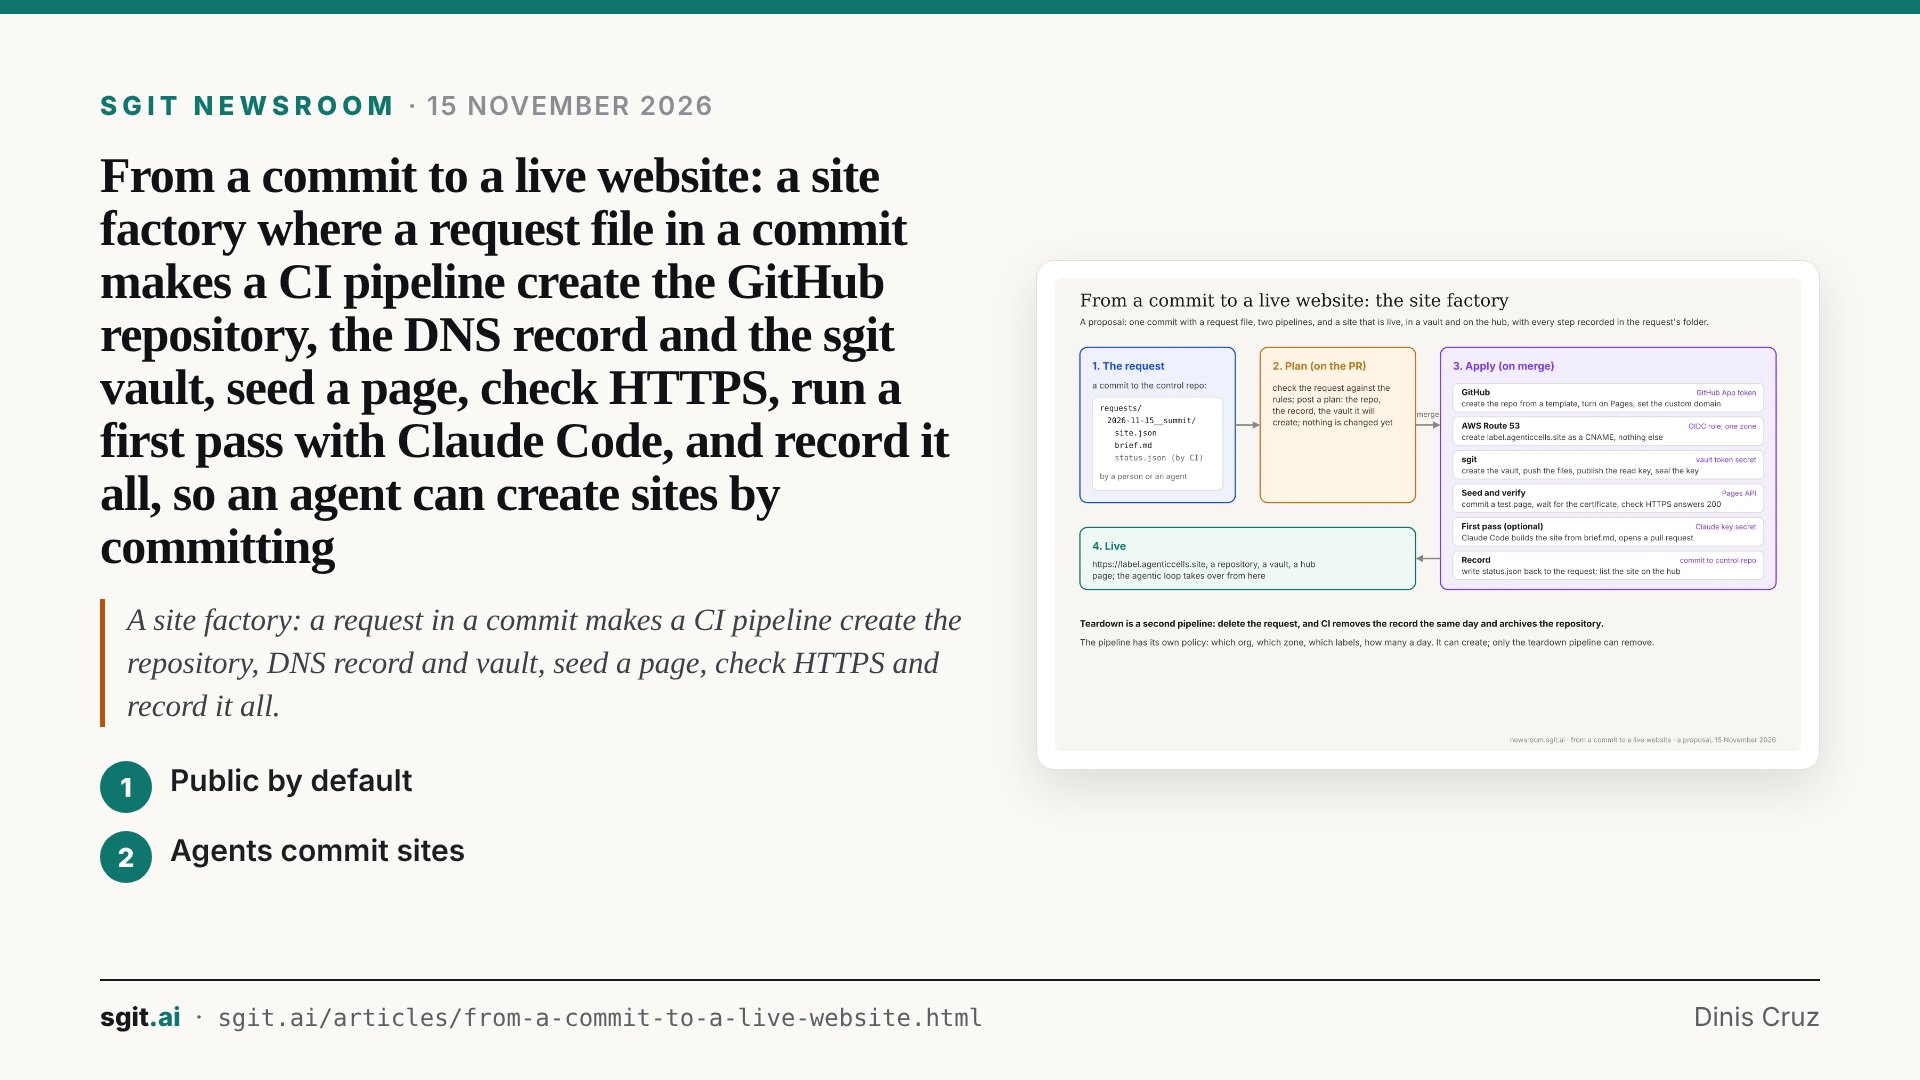 SGIT NEWSROOM · 15 NOVEMBER 2026
From a commit to a live website: a site
factory where a request file in a commit
makes a CI pipeline create the GitHub
repository, the DNS record and the sgit
vault, seed a page, check HTTPS, run a
first pass with Claude Code, and record it
all, so an agent can create sites by
committing
A site factory: a request in a commit makes a CI pipeline create the
repository, DNS record and vault, seed a page, check HTTPS and
record it all.
1 Public by default
2 Agents commit sites
From a commit to a live website: the site factory
A proposal: one commit with a request file, two pipelines, and a site that is live, in a vault and on the hub, with every step recorded in the request's folder.
1. The request
a commit to the control repo:
requests/
2026-11-15__summit/
site.json
brief.md
status.json (by CI)
by a person or an agent
2. Plan (on the PR)
check the request against the
rules; post a plan: the repo,
the record, the vault it will
create; nothing is changed yet
merge
3. Apply (on merge)
GitHub GitHub App token
create the repo from a template, turn on Pages, set the custom domain
AWS Route 53 OIDC role, one zone
create label.agenticcells.site as a CNAME, nothing else
sgit vault token secret
create the vault, push the files, publish the read key, seal the key
Seed and verify Pages API
commit a test page, wait for the certificate, check HTTPS answers 200
First pass (optional) Claude key secret
Claude Code builds the site from brief.md, opens a pull request
Record commit to control repo
write status.json back to the request; list the site on the hub
4. Live
https://label.agenticcells.site, a repository, a vault, a hub
page; the agentic loop takes over from here
Teardown is a second pipeline: delete the request, and CI removes the record the same day and archives the repository.
The pipeline has its own policy: which org, which zone, which labels, how many a day. It can create; only the teardown pipeline can remove.
newsroom.sgit.ai · from a commit to a live website · a proposal, 15 November 2026
sgit.ai · sgit.ai/articles/from-a-commit-to-a-live-website.html
Dinis Cruz